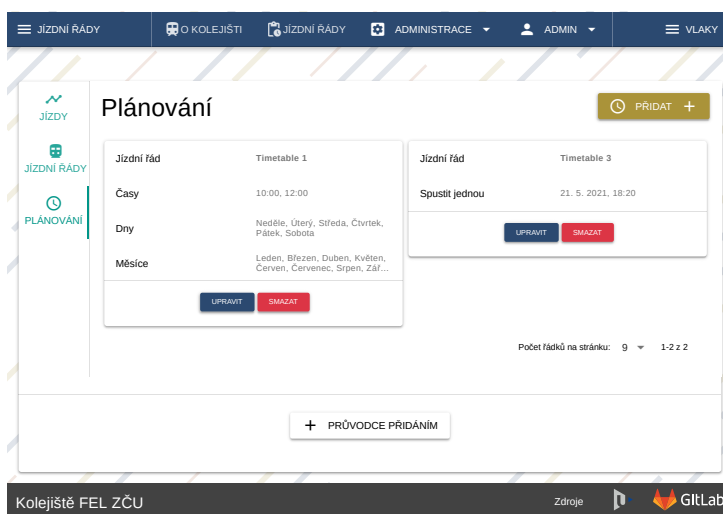 JÍZDNÍ ŘÁDY
O KOLEJIŠTI
JÍZDNÍ ŘÁDY
ADMINISTRACE
ADMIN
VLAKY
JÍZDY
JÍZDNÍ ŘÁDY
PLÁNOVÁNÍ
Plánování
PŘIDAT
Jízdní řád Timetable 1
Časy 10:00, 12:00
Dny Neděle, Úterý, Středa, Čtvrtek,
Pátek, Sobota
Měsíce Leden, Březen, Duben, Květen,
Červen, Červenec, Srpen, Zář...
UPRAVIT SMAZAT
Jízdní řád Timetable 3
Spustit jednou 21. 5. 2021, 18:20
UPRAVIT SMAZAT
Počet řádků na stránku: 9 1-2 z 2
PRŮVODCE PŘIDÁNÍM
Kolejiště FEL ZČU
Zdroje
GitLab